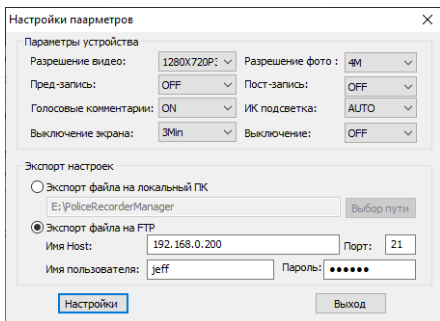 Настройки паарметров
Параметры устройства
Разрешение видео: 1280X720P: Разрешение фото : 4M
Пред-запись: OFF Пост-запись: OFF
Голосовые комментарии: ON ИК подсветка: AUTO
Выключение экрана: 3Min Выключение: OFF
Экспорт настроек
Экспорт файла на локальный ПК
E:\PoliceRecorderManager Выбор пути
Экспорт файла на FTP
Имя Host: 192.168.0.200 Порт: 21
Имя пользователя: jeff Пароль: ●●●●●●
Настройки Выход